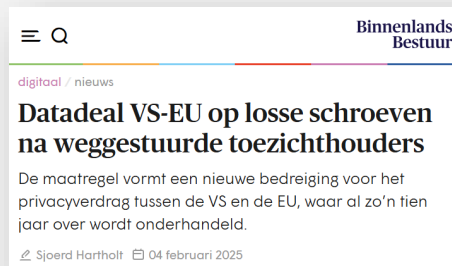 Binnenlands
Bestuur
digitaal / nieuws
Datadeal VS-EU op losse schroeven
na weggestuurde toezichthouders
De maatregel vormt een nieuwe bedreiging voor het
privacyverdrag tussen de VS en de EU, waar al zo’n tien
jaar over wordt onderhandeld.
Sjoerd Hartholt 04 februari 2025